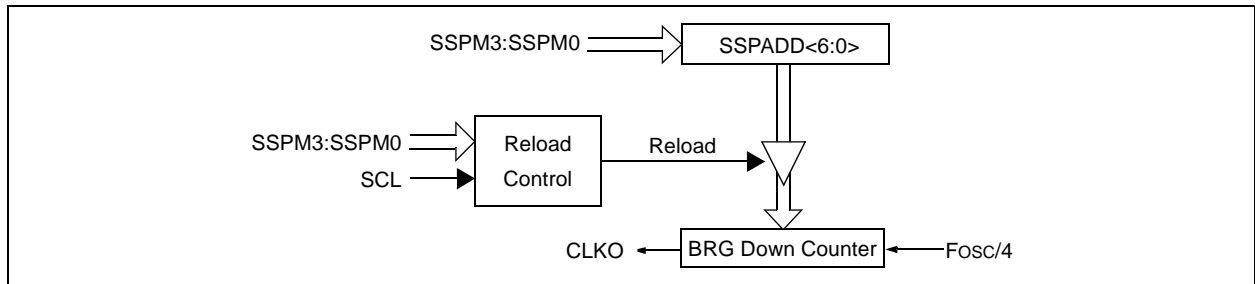 SSPM3:SSPM0
SSPADD<6:0>
SSPM3:SSPM0
SCL
Reload
Control
Reload
CLKO
BRG Down Counter
FOSC/4